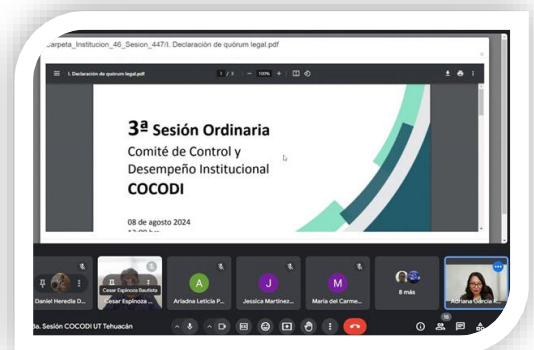 Carpeta_Institucion_46_Sesion_447/I. Declaración de quórum legal.pdf
I. Declaración de quórum legal.pdf
1 / 3
100%
3ª Sesión Ordinaria
Comité de Control y
Desempeño Institucional
COCODI
08 de agosto 2024
Daniel Heredia D...
Cesar Espinoza Bautista
Cesar Espinoza ...
A
Ariadna Leticia P...
J
Jessica Martínez...
M
Maria del Carme...
8 más
Adriana García R...
3a. Sesión COCODI UT Tehuacán
16